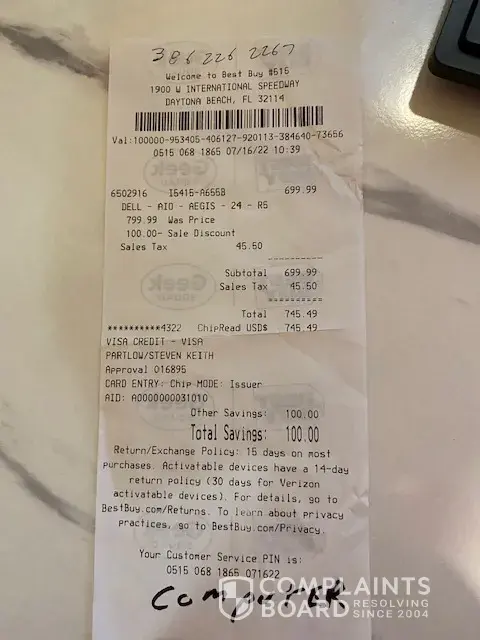 386 226 2267
Welcome to Best Buy #515
1900 W INTERNATIONAL SPEEDWAY
DAYTONA BEACH, FL 32114
Val:100000-953405-406127-920113-384640-73656
0515 068 1865 07/16/22 10:39
6502916 I5415-A655B 699.99
DELL - AIO - AEGIS - 24 - R5
799.99 Was Price
100.00- Sale Discount
Sales Tax 45.50
Subtotal 699.99
Sales Tax 45.50
Total 745.49
**********4322 ChipRead USD$ 745.49
VISA CREDIT - VISA
PARTLOW/STEVEN KEITH
Approval 016895
CARD ENTRY: Chip MODE: Issuer
AID: A0000000031010
Other Savings: 100.00
Total Savings: 100.00
Return/Exchange Policy: 15 days on most
purchases. Activatable devices have a 14-day
return policy (30 days for Verizon
activatable devices). For details, go to
BestBuy.com/Returns. To learn about privacy
practices, go to BestBuy.com/Privacy.
Your Customer Service PIN is:
0515 068 1865 071622
COMPUTER
COMPLAINTS
BOARD RESOLVING
SINCE 2004